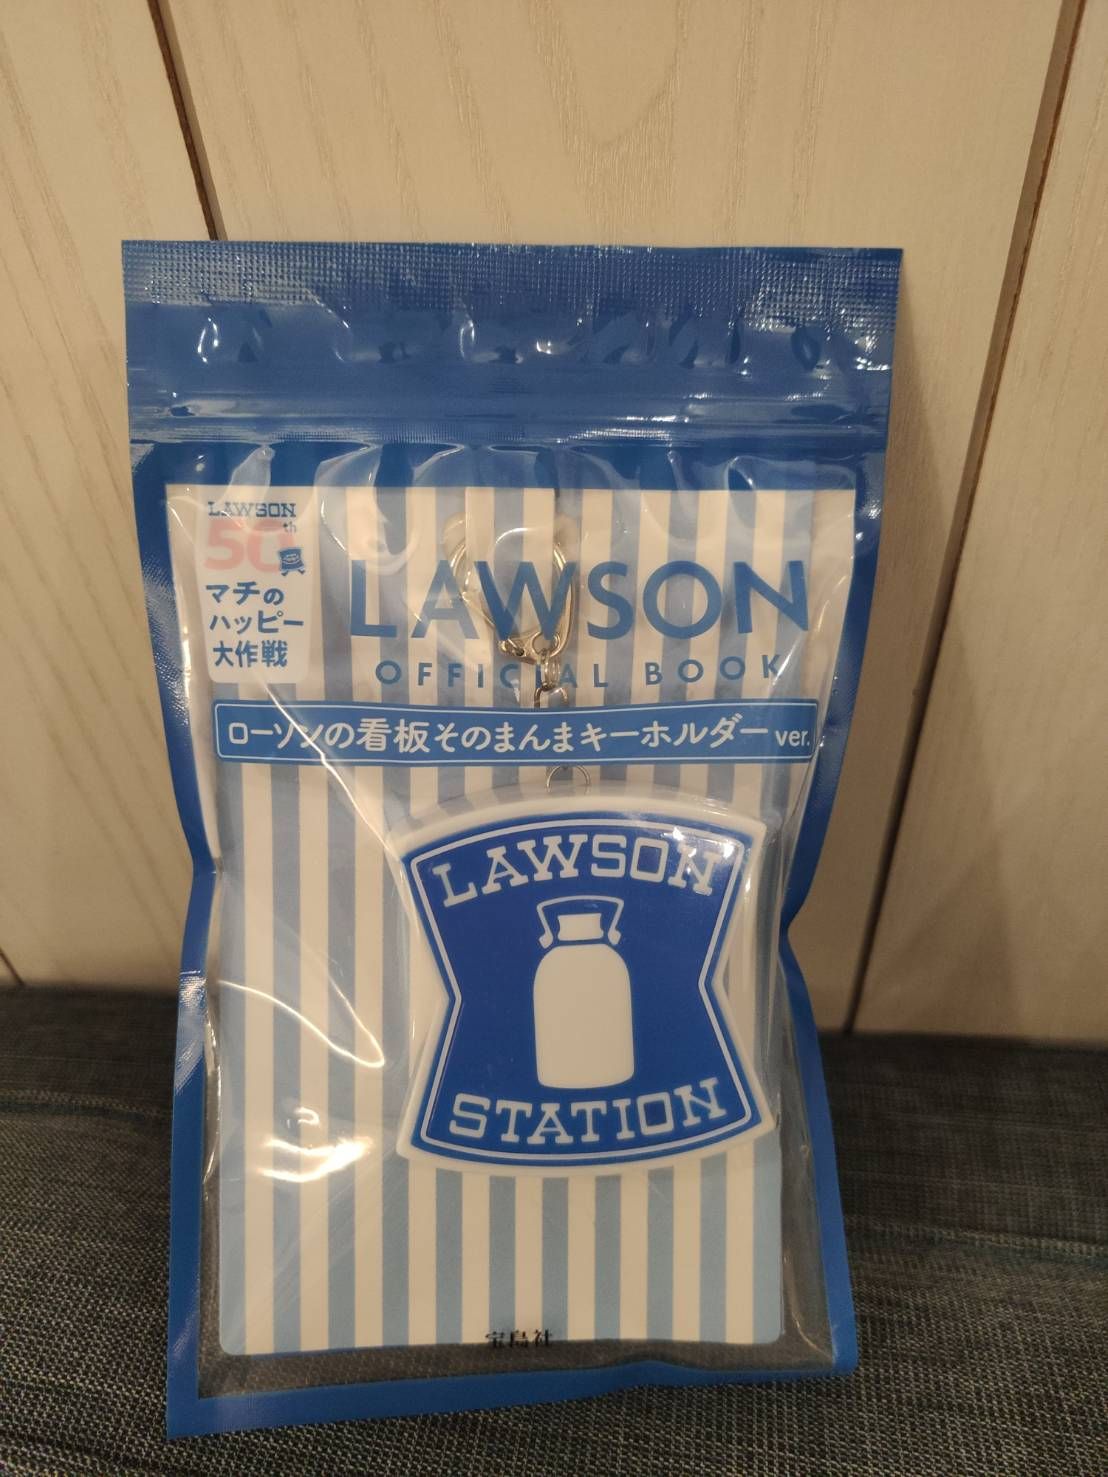 LAWSON
50th
マチの
ハッピー
大作戦
LAWSON
OFFICIAL BOOK
ローソンの看板そのまんまキーホルダー ver.
LAWSON
STATION
宝島社